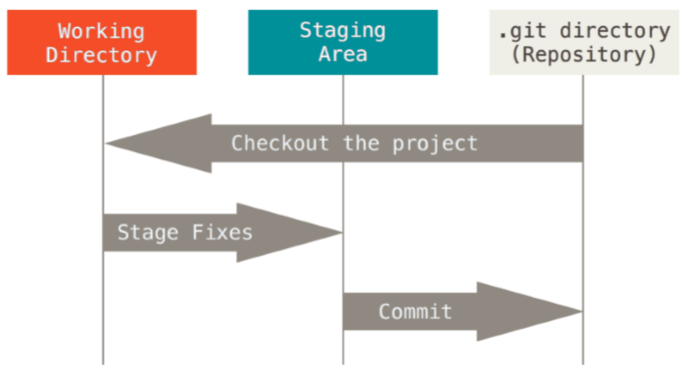 Working
Directory
Staging
Area
.git directory
(Repository)
Checkout the project
Stage Fixes
Commit